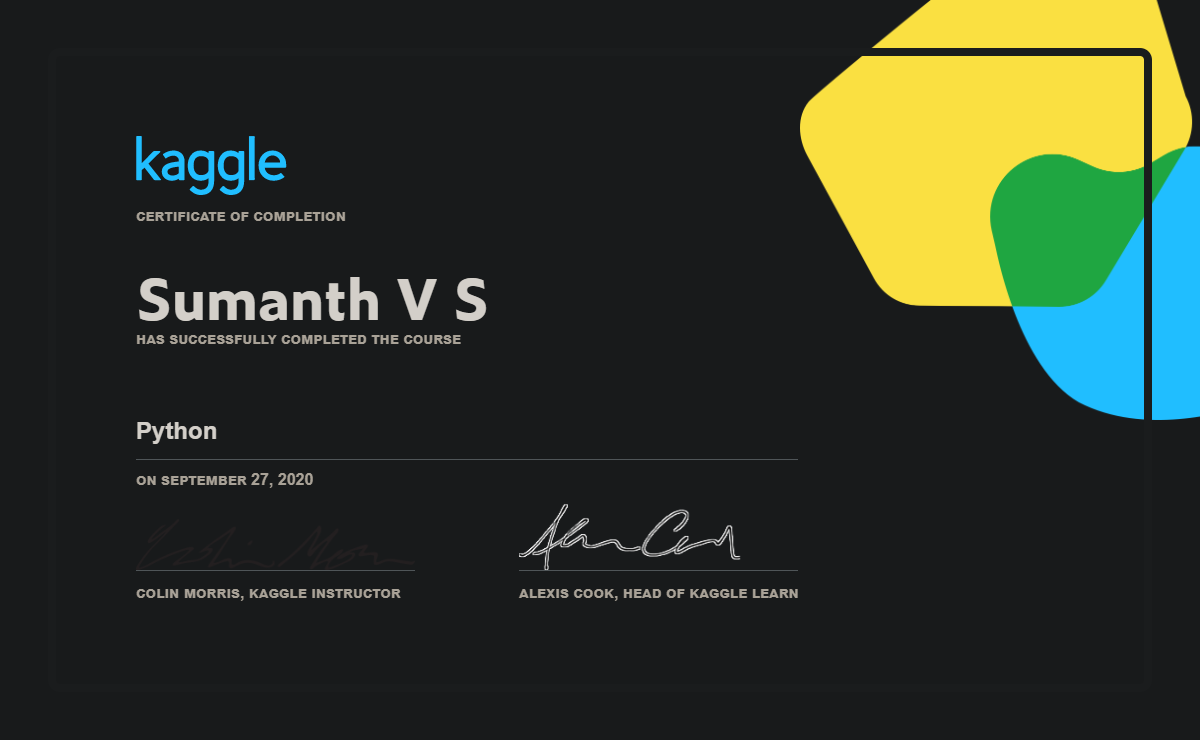 kaggle
CERTIFICATE OF COMPLETION
Sumanth V S
HAS SUCCESSFULLY COMPLETED THE COURSE
Python
ON SEPTEMBER 27, 2020
COLIN MORRIS, KAGGLE INSTRUCTOR
ALEXIS COOK, HEAD OF KAGGLE LEARN